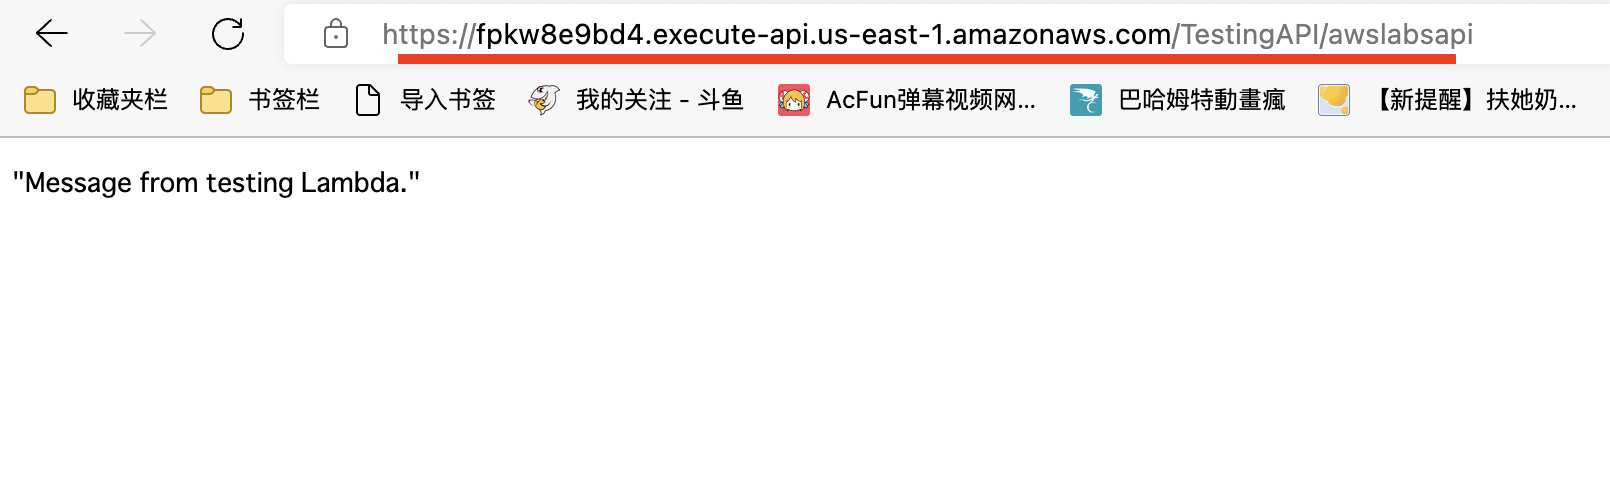 https://fpkw8e9bd4.execute-api.us-east-1.amazonaws.com/TestingAPI/awslabsapi
收藏夹栏 书签栏 导入书签 我的关注 - 斗鱼 AcFun弹幕视频网... 巴哈姆特動畫瘋 【新提醒】扶她奶...
"Message from testing Lambda."